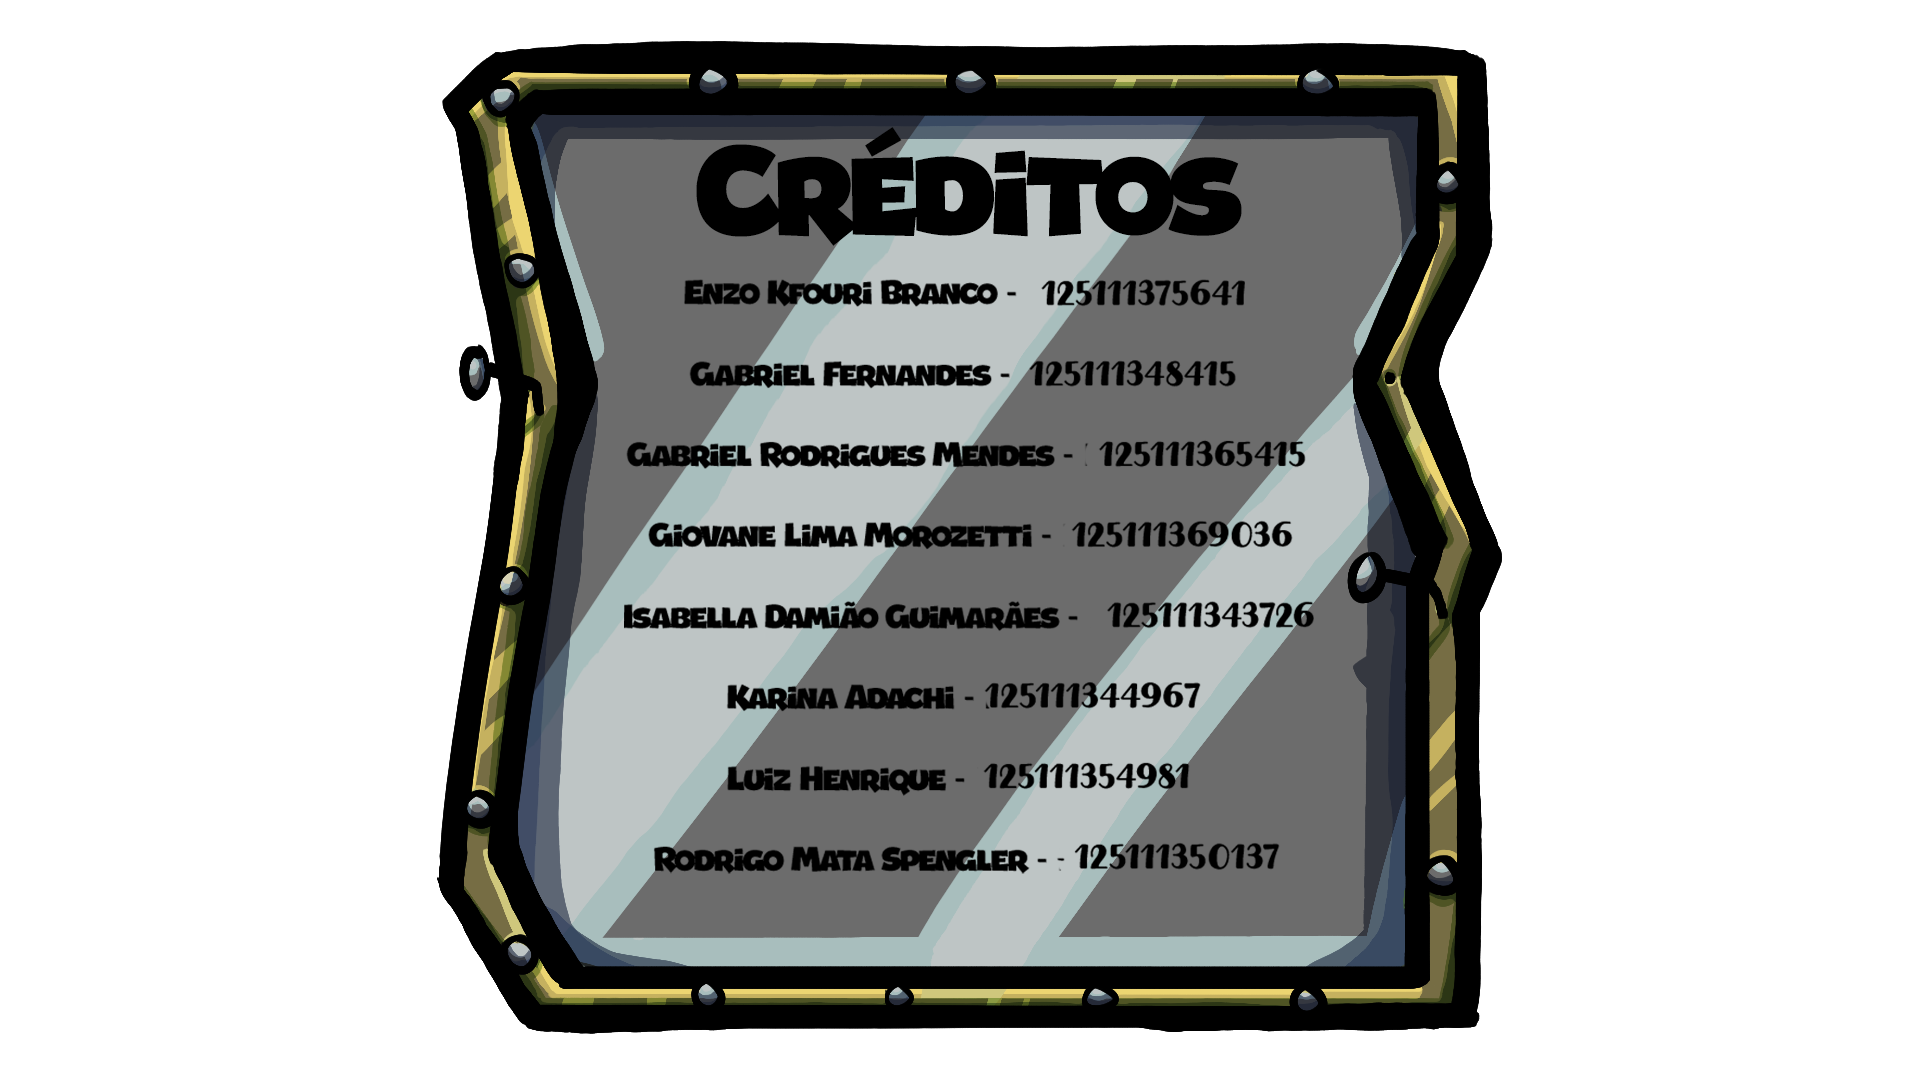 CRÉDiTOS
ENZO KFOURi BRANCO - 125111375641
GABRiEL FERNANDES - 125111348415
GABRiEL RODRiGUES MENDES - 125111365415
GiOVANE LiMA MOROZETTi - 125111369036
ISABELLA DAMiÃO GUiMARÃES - 125111343726
KARiNA ADACHi - 125111344967
LUiZ HENRiQUE - 125111354981
RODRiGO MATA SPENGLER - - 125111350137